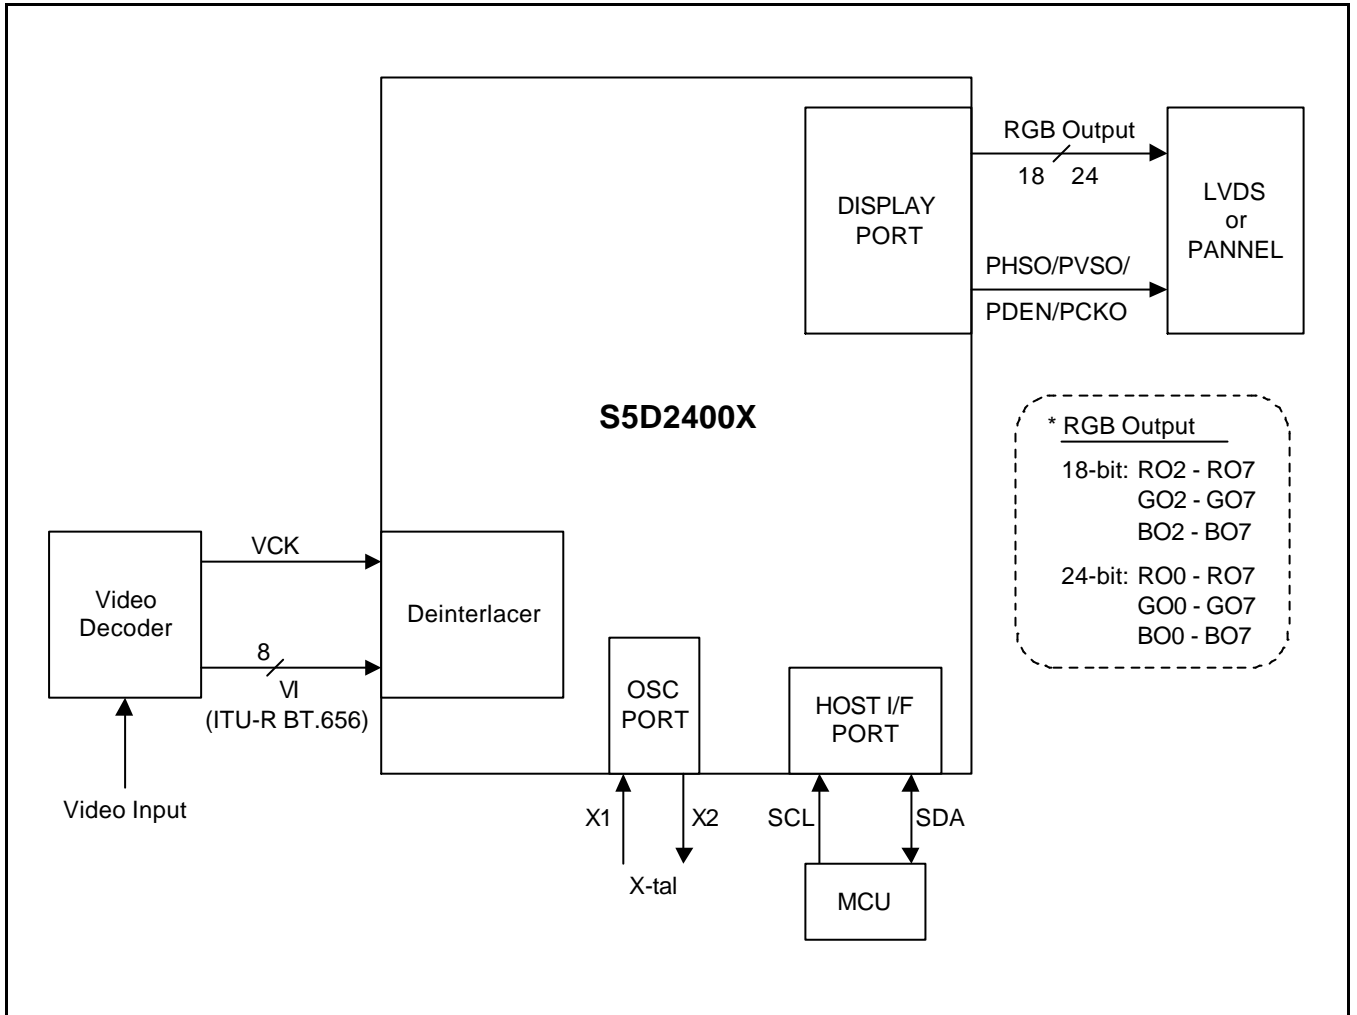 RGB Output
18 24
DISPLAY
PORT
LVDS
or
PANNEL
PHSO/PVSO/
PDEN/PCKO
S5D2400X
* RGB Output
18-bit: RO2 - RO7
GO2 - GO7
BO2 - BO7
24-bit: RO0 - RO7
GO0 - GO7
BO0 - BO7
VCK
Video
Decoder
Deinterlacer
8
VI
(ITU-R BT.656)
Video Input
OSC
PORT
HOST I/F
PORT
X1
X2
SCL
SDA
X-tal
MCU